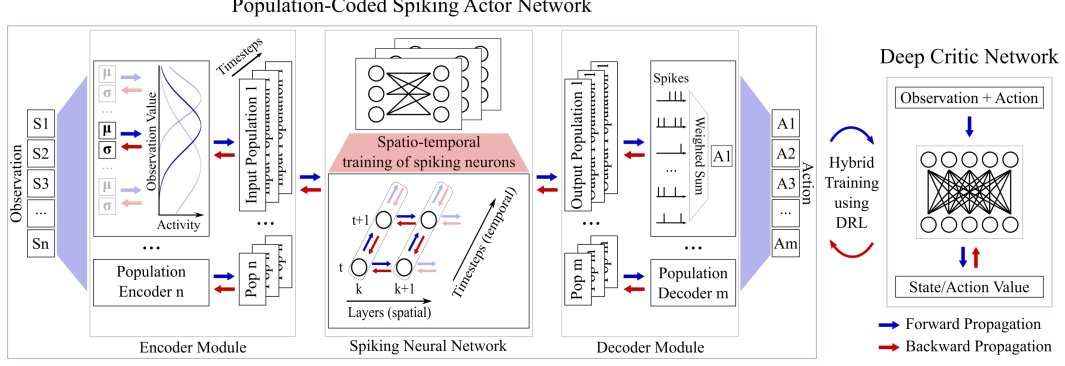 Population-Coded Spiking Actor Network
Observation
S1
S2
S3
...
Sn
μ
σ
...
μ
σ
...
μ
σ
Observation Value
Activity
Timesteps
Input Population 1
...
...
Population
Encoder n
Pop n
Encoder Module
Spatio-temporal
training of spiking neurons
t+1
t
k
k+1
Layers (spatial)
Timesteps (temporal)
Spiking Neural Network
Output Population 1
Spikes
...
Weighted Sum
A1
...
...
Pop m
Population
Decoder m
Decoder Module
A1
A2
A3
...
Am
Action
Hybrid
Training
using
DRL
Deep Critic Network
Observation + Action
State/Action Value
Forward Propagation
Backward Propagation